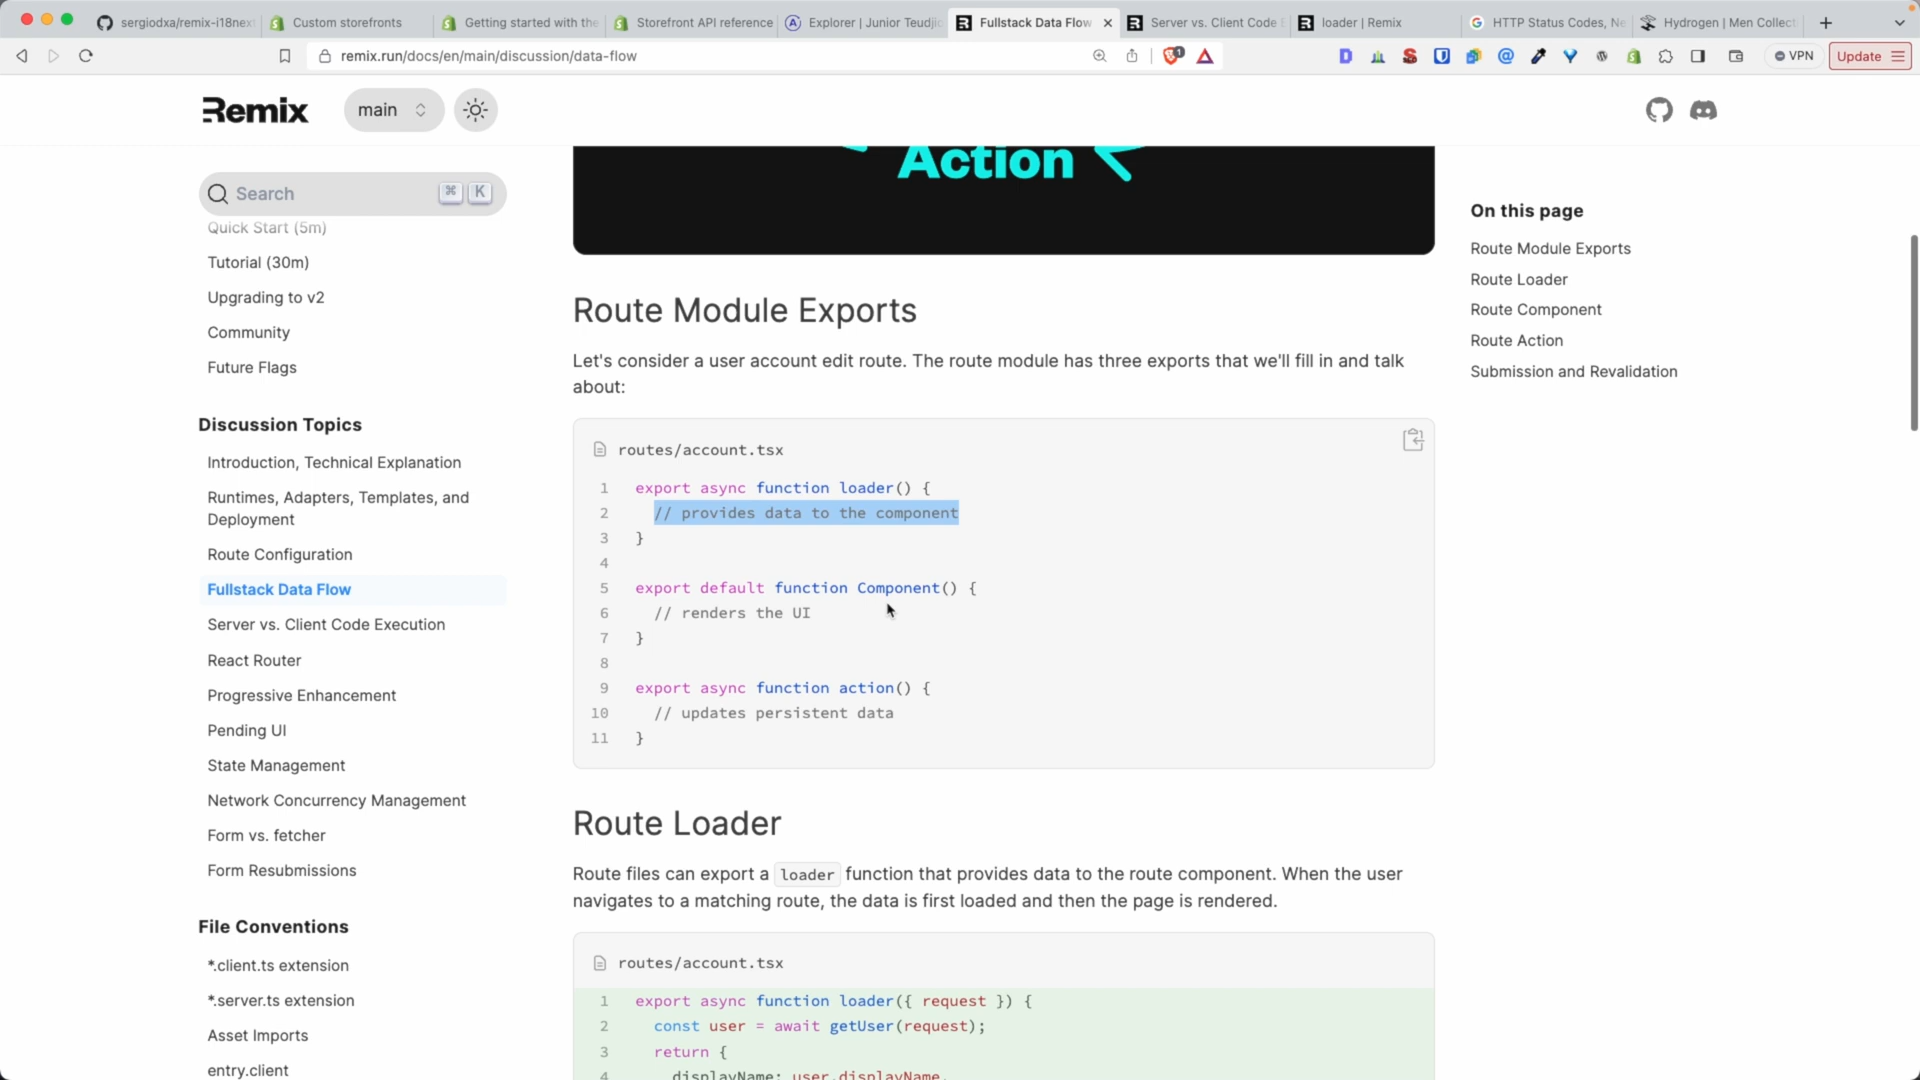 sergiodxa/remix-i18next
Custom storefronts
Getting started with the
Storefront API reference
Explorer | Junior Teudjio
Fullstack Data Flow
Server vs. Client Code E
loader | Remix
HTTP Status Codes, Ne
Hydrogen | Men Collect
remix.run/docs/en/main/discussion/data-flow
1
VPN
Update
Remix
main
Search
⌘ K
Quick Start (5m)
Tutorial (30m)
Upgrading to v2
Community
Future Flags
Discussion Topics
Introduction, Technical Explanation
Runtimes, Adapters, Templates, and
Deployment
Route Configuration
Fullstack Data Flow
Server vs. Client Code Execution
React Router
Progressive Enhancement
Pending UI
State Management
Network Concurrency Management
Form vs. fetcher
Form Resubmissions
File Conventions
*.client.ts extension
*.server.ts extension
Asset Imports
entry.client
Action
Route Module Exports
Let's consider a user account edit route. The route module has three exports that we'll fill in and talk
about:
routes/account.tsx
1 export async function loader() {
2 // provides data to the component
3 }
4
5 export default function Component() {
6 // renders the UI
7 }
8
9 export async function action() {
10 // updates persistent data
11 }
Route Loader
Route files can export a loader function that provides data to the route component. When the user
navigates to a matching route, the data is first loaded and then the page is rendered.
routes/account.tsx
1 export async function loader({ request }) {
2 const user = await getUser(request);
3 return {
4 displayName: user.displayName,
On this page
Route Module Exports
Route Loader
Route Component
Route Action
Submission and Revalidation